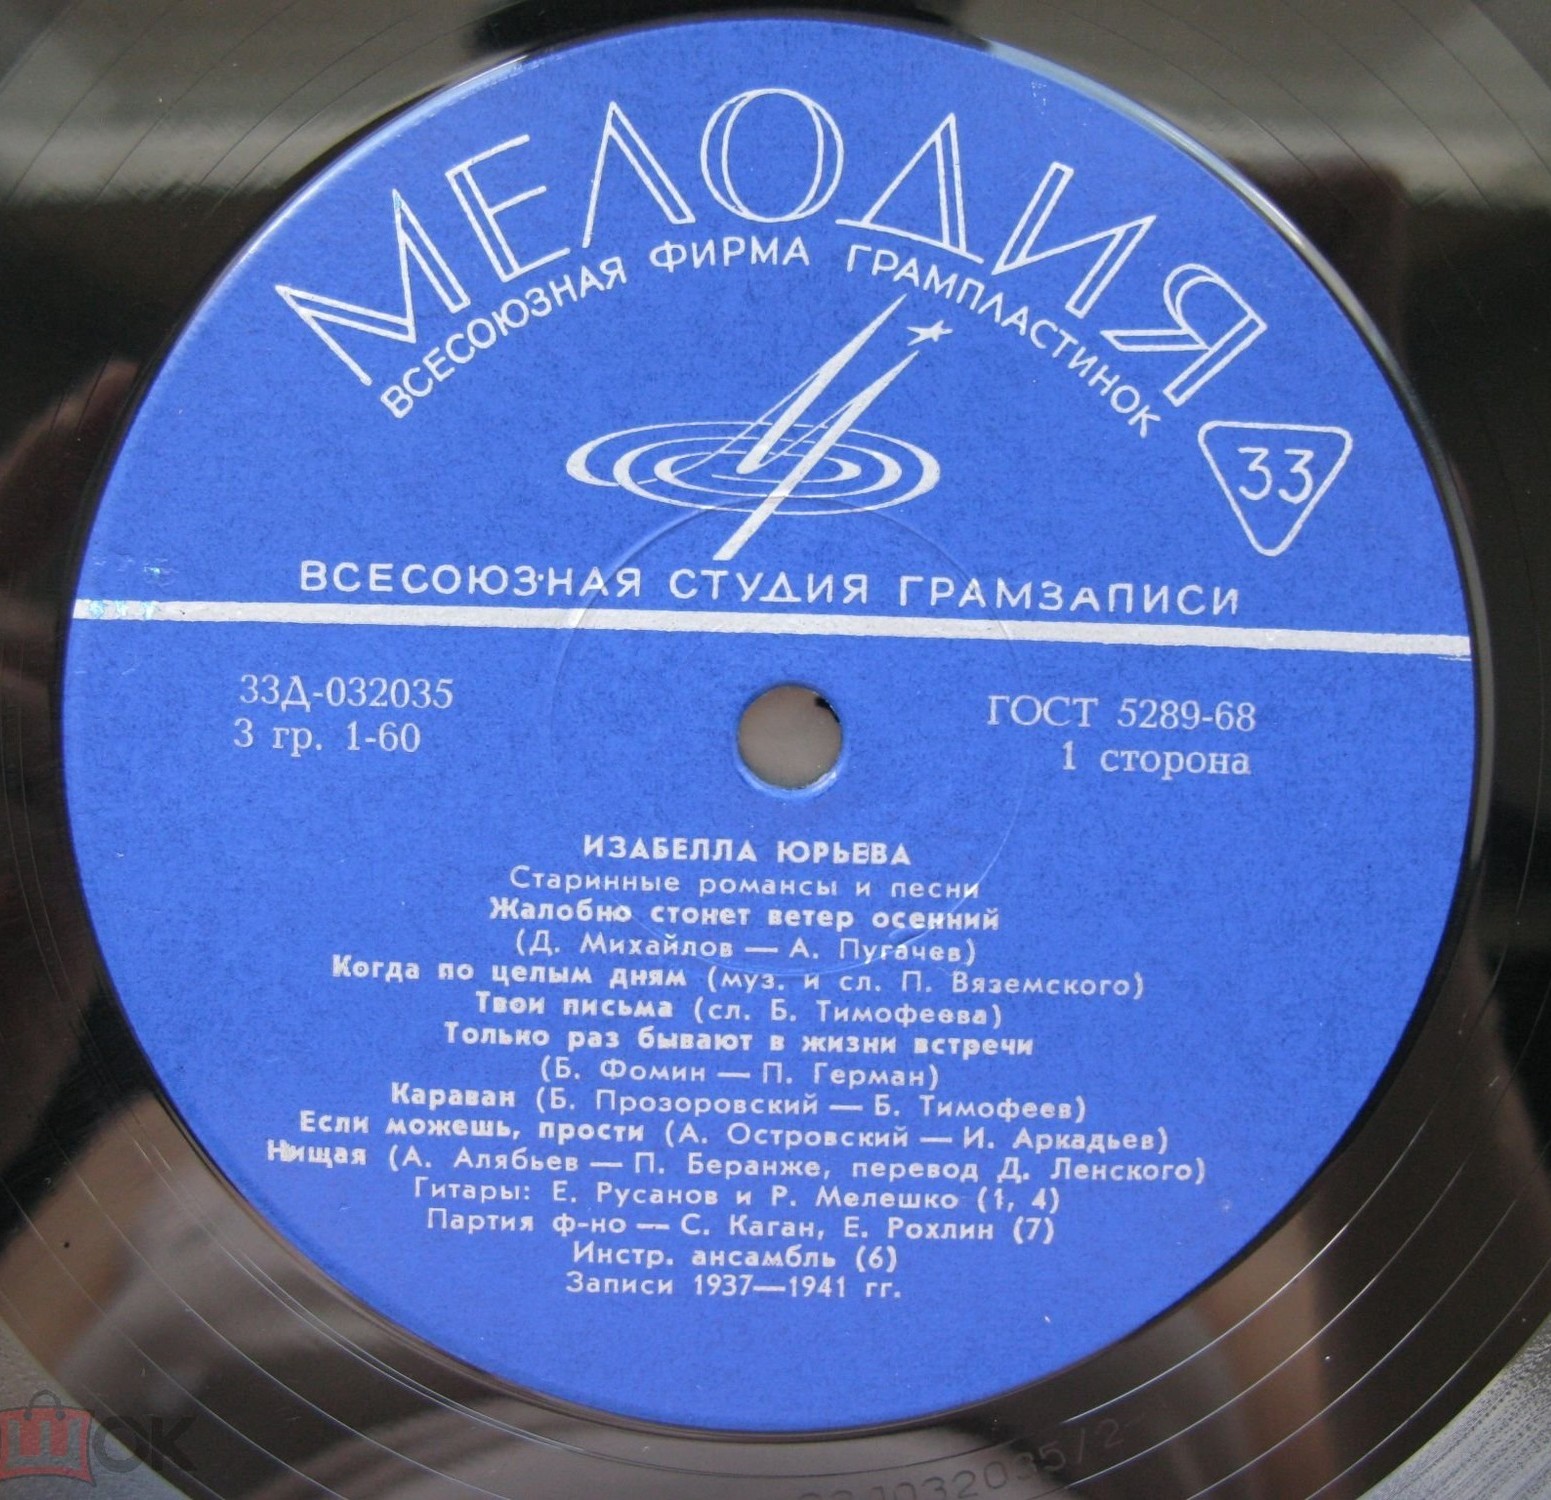 МЕЛОДИЯ
ВСЕСОЮЗНАЯ ФИРМА ГРАМПЛАСТИНОК
33
ВСЕСОЮЗНАЯ СТУДИЯ ГРАМЗАПИСИ
33Д-032035
3 гр. 1-60
ГОСТ 5289-68
1 сторона
ИЗАБЕЛЛА ЮРЬЕВА
Старинные романсы и песни
Жалобно стонет ветер осенний
(Д. Михайлов — А. Пугачев)
Когда по целым дням (муз. и сл. П. Вяземского)
Твои письма (сл. Б. Тимофеева)
Только раз бывают в жизни встречи
(Б. Фомин — П. Герман)
Караван (Б. Прозоровский — Б. Тимофеев)
Если можешь, прости (А. Островский — И. Аркадьев)
Нищая (А. Алябьев — П. Беранже, перевод Д. Ленского)
Гитары: Е. Русанов и Р. Мелешко (1, 4)
Партия ф-но — С. Каган, Е. Рохлин (7)
Инстр. ансамбль (6)
Записи 1937—1941 гг.
шок